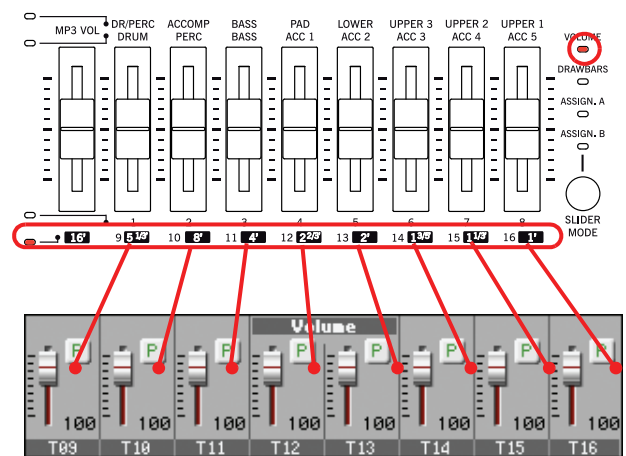 MP3 VOL DR/PERC ACCOMP BASS PAD LOWER UPPER 3 UPPER 2 UPPER 1
DRUM PERC BASS ACC 1 ACC 2 ACC 3 ACC 4 ACC 5
VOLUME
DRAWBARS
ASSIGN. A
ASSIGN. B
SLIDER
MODE
1 2 3 4 5 6 7 8
16' 9 5 1/3' 10 8' 11 4' 12 2 2/3' 13 2' 14 1 3/5' 15 1 1/3' 16 1'
Volume
P P P P P P P P
100 100 100 100 100 100 100 100
T09 T10 T11 T12 T13 T14 T15 T16